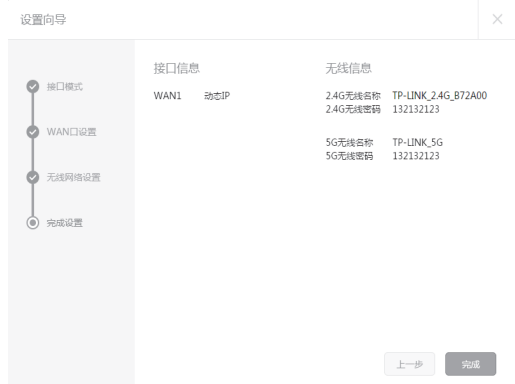 设置向导
接口模式
WAN口设置
无线网络设置
完成设置
接口信息
WAN1 动态IP
无线信息
2.4G无线名称 TP-LINK_2.4G_B72A00
2.4G无线密码 132132123
5G无线名称 TP-LINK_5G
5G无线密码 132132123
上一步 完成